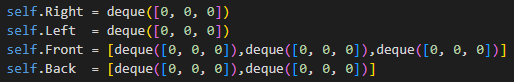 self.Right = deque([0, 0, 0])
self.Left  = deque([0, 0, 0])
self.Front = [deque([0, 0, 0]),deque([0, 0, 0]),deque([0, 0, 0])]
self.Back  = [deque([0, 0, 0]),deque([0, 0, 0])]